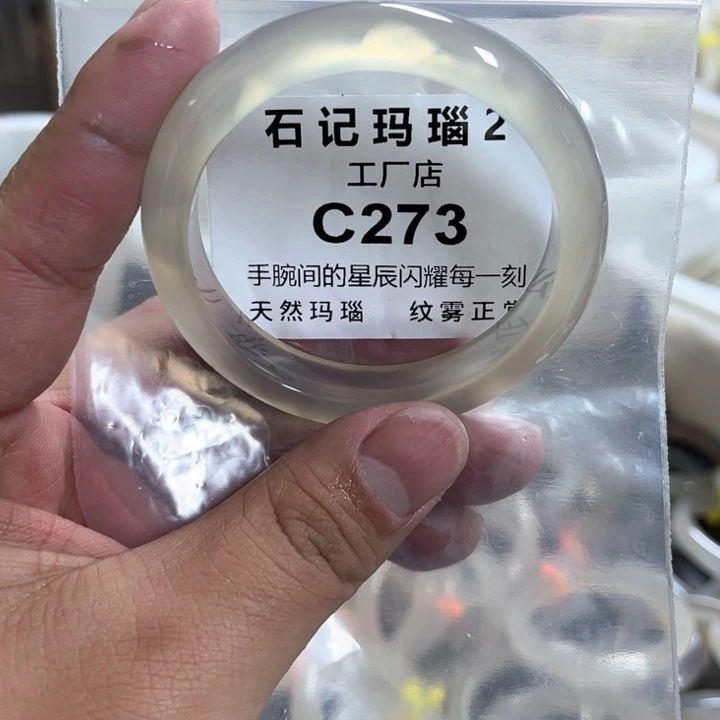 石记玛瑙2
工厂店
C273
手腕间的星辰闪耀每一刻
天然玛瑙 纹雾正常